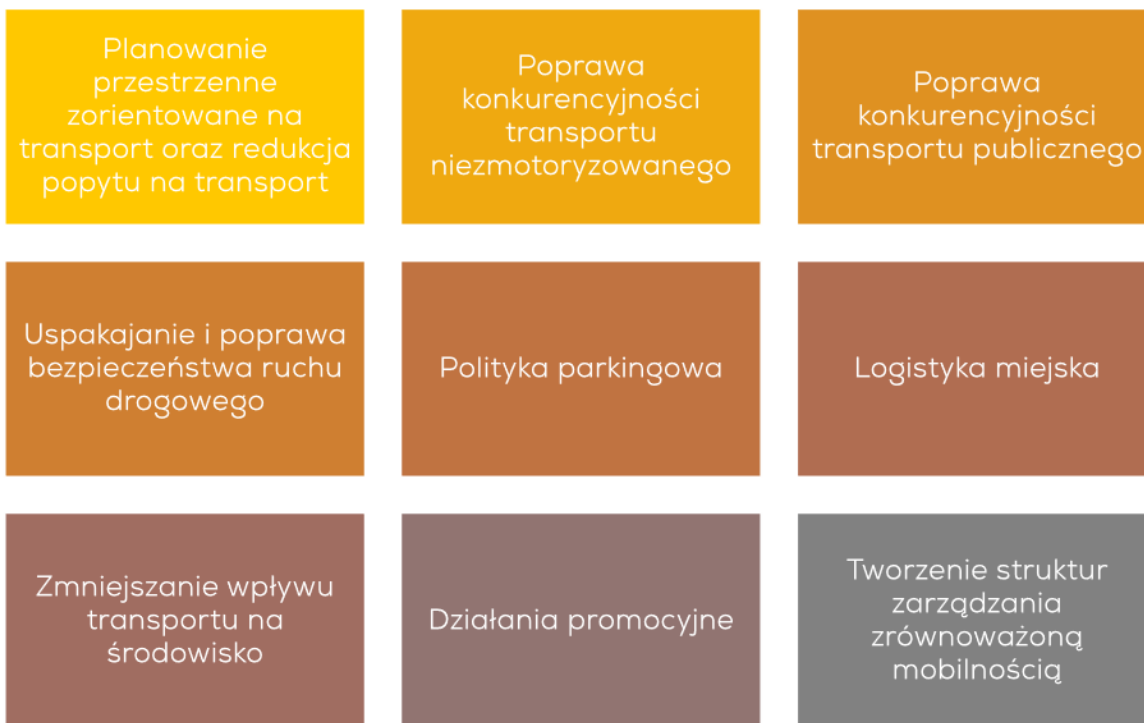 Planowanie
przestrzenne
zorientowane na
transport oraz redukcja
popytu na transport
Poprawa
konkurencyjności
transportu
niezmotoryzowanego
Poprawa
konkurencyjności
transportu publicznego
Uspakajanie i poprawa
bezpieczeństwa ruchu
drogowego
Polityka parkingowa
Logistyka miejska
Zmniejszanie wpływu
transportu na
środowisko
Działania promocyjne
Tworzenie struktur
zarządzania
zrównoważoną
mobilnością